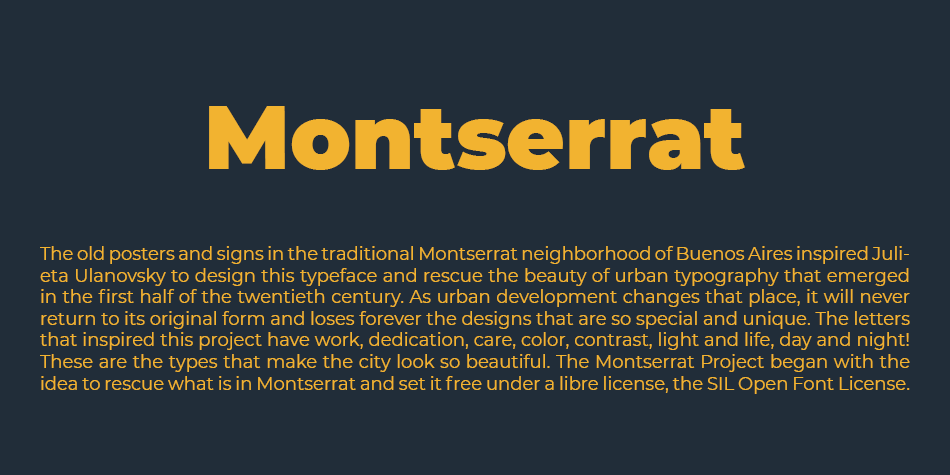 Montserrat
The old posters and signs in the traditional Montserrat neighborhood of Buenos Aires inspired Juli-
eta Ulanovsky to design this typeface and rescue the beauty of urban typography that emerged
in the first half of the twentieth century. As urban development changes that place, it will never
return to its original form and loses forever the designs that are so special and unique. The letters
that inspired this project have work, dedication, care, color, contrast, light and life, day and night!
These are the types that make the city look so beautiful. The Montserrat Project began with the
idea to rescue what is in Montserrat and set it free under a libre license, the SIL Open Font License.